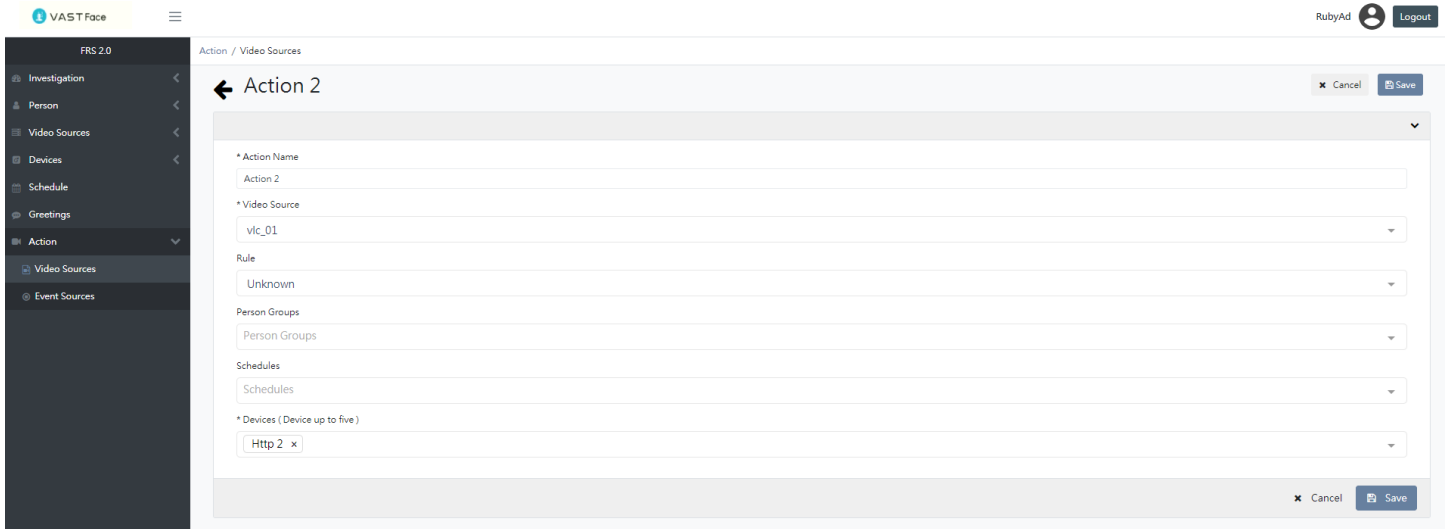 VAST Face
RubyAd
Logout
FRS 2.0
Investigation
Person
Video Sources
Devices
Schedule
Greetings
Action
Video Sources
Event Sources
Action / Video Sources
Action 2
Cancel
Save
* Action Name
Action 2
* Video Source
vlc_01
Rule
Unknown
Person Groups
Person Groups
Schedules
Schedules
* Devices ( Device up to five )
Http 2 ×
Cancel
Save